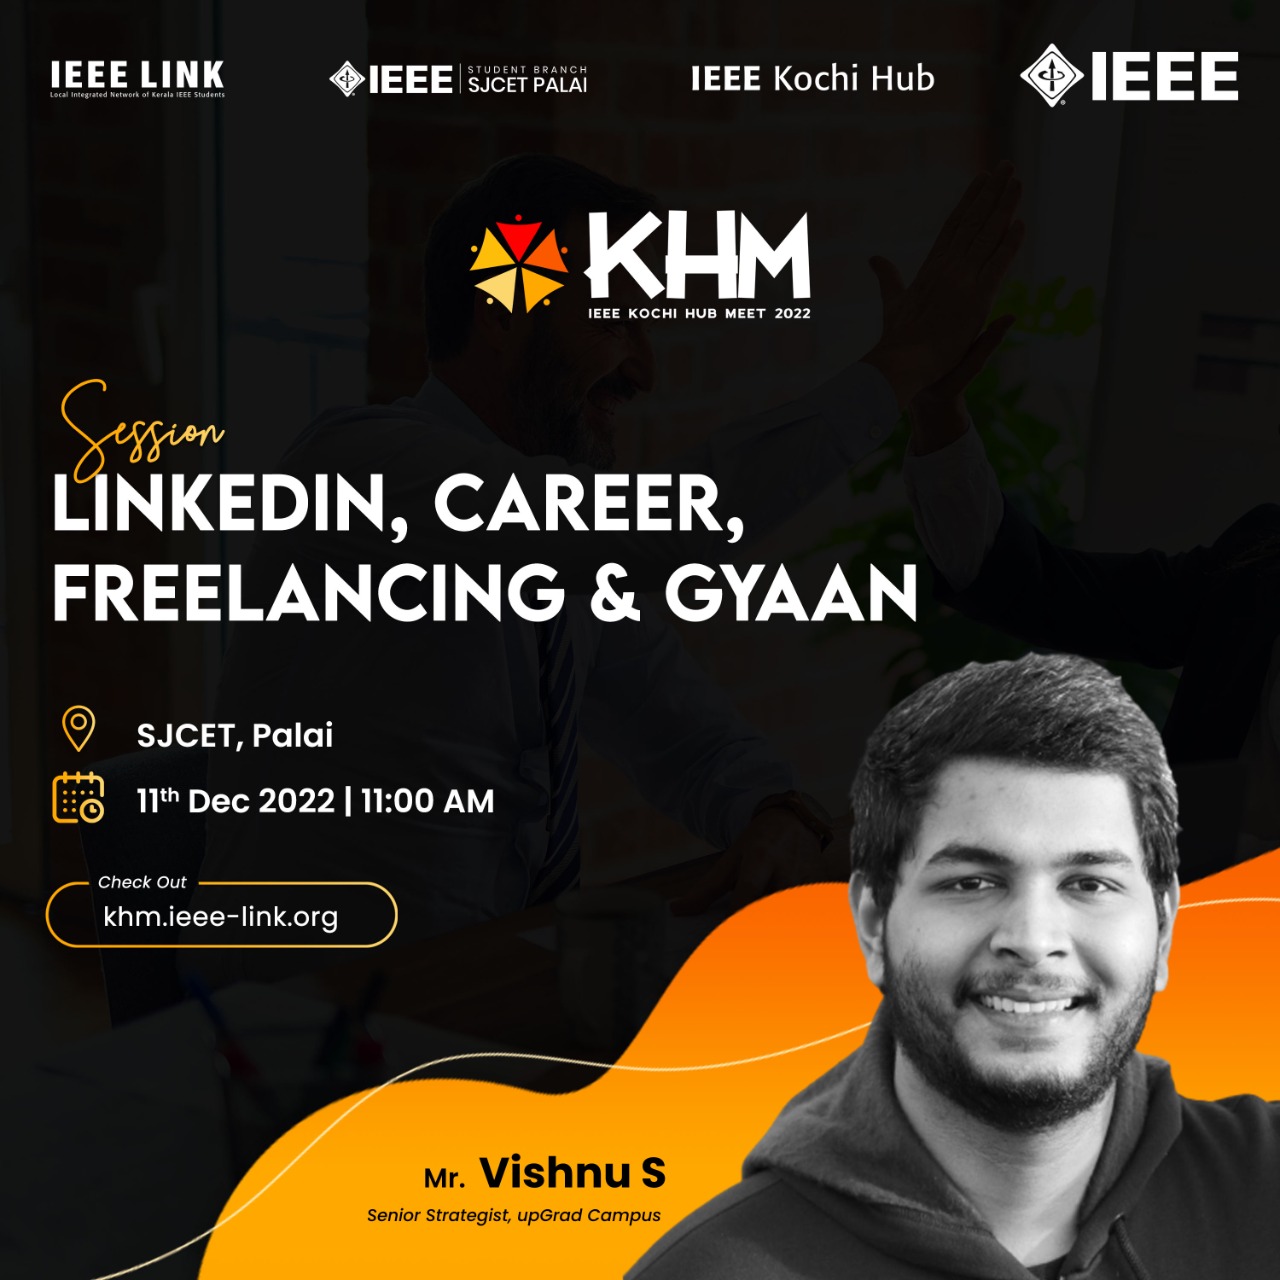 IEEE LINK
Local Integrated Network of Kerala IEEE Students
IEEE
STUDENT BRANCH
SJCET PALAI
IEEE Kochi Hub
IEEE
KHM
IEEE KOCHI HUB MEET 2022
Session
LINKEDIN, CAREER,
FREELANCING & GYAAN
SJCET, Palai
11th Dec 2022 | 11:00 AM
Check Out
khm.ieee-link.org
Mr. Vishnu S
Senior Strategist, upGrad Campus